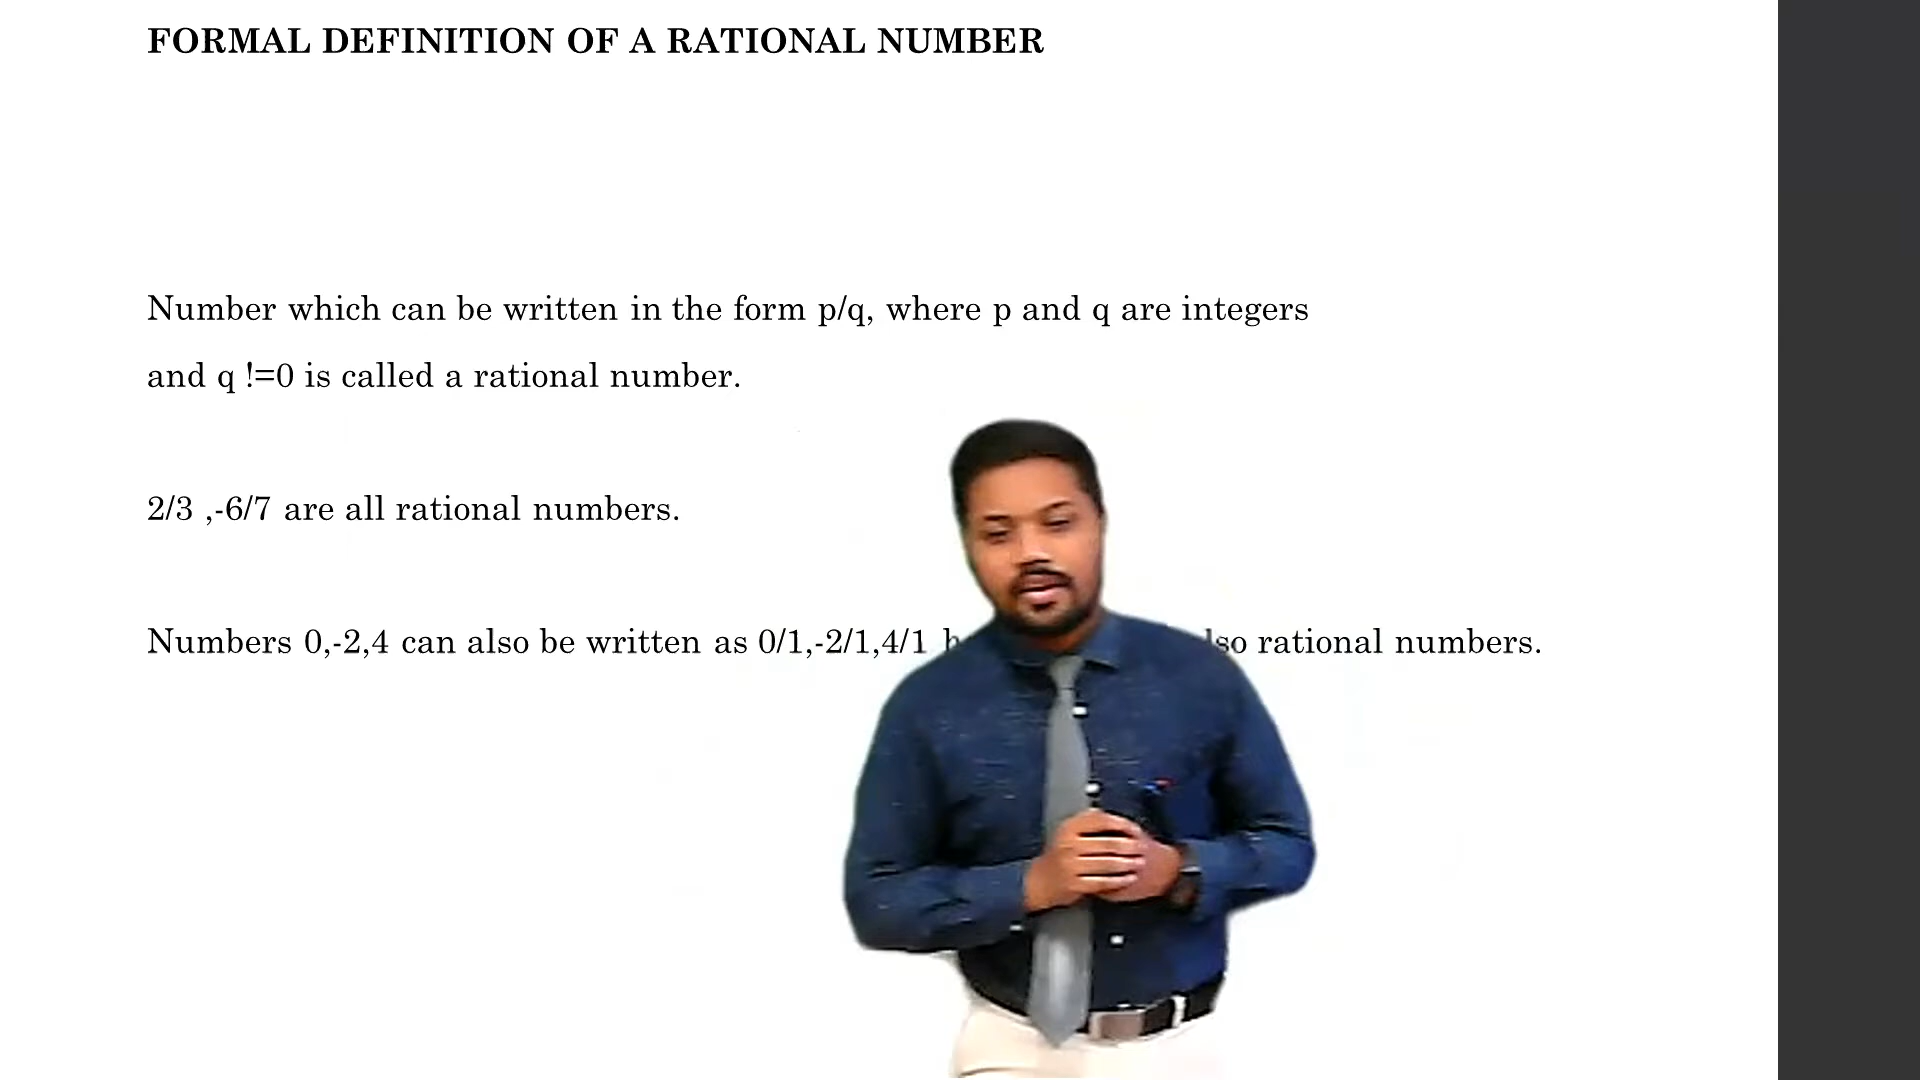 FORMAL DEFINITION OF A RATIONAL NUMBER
Number which can be written in the form p/q, where p and q are integers
and q !=0 is called a rational number.
2/3 ,-6/7 are all rational numbers.
Numbers 0,-2,4 can also be written as 0/1,-2/1,4/1 rational numbers.